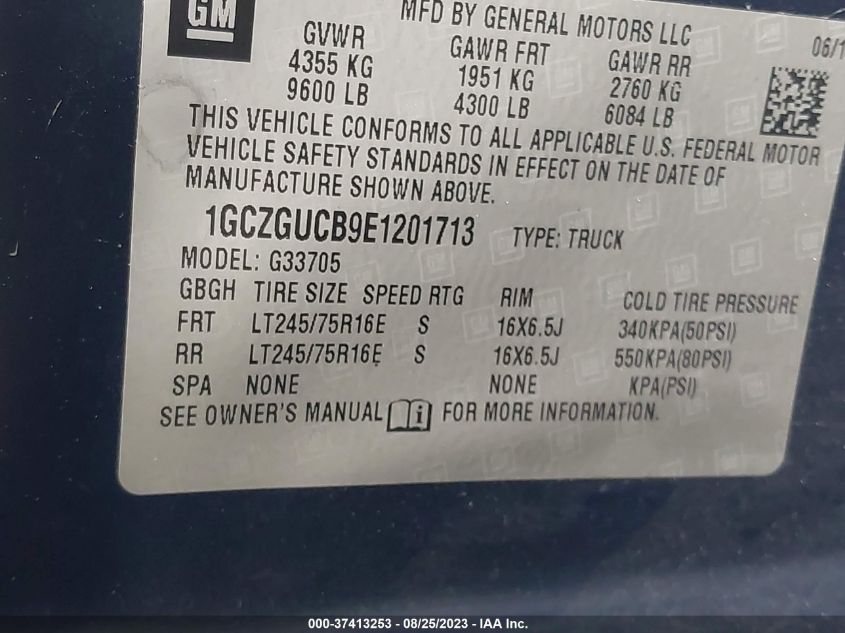 GM
MFD BY GENERAL MOTORS LLC
06/1
GVWR GAWR FRT GAWR RR
4355 KG 1951 KG 2760 KG
9600 LB 4300 LB 6084 LB
THIS VEHICLE CONFORMS TO ALL APPLICABLE U.S. FEDERAL MOTOR
VEHICLE SAFETY STANDARDS IN EFFECT ON THE DATE OF
MANUFACTURE SHOWN ABOVE.
1GCZGUCB9E1201713 TYPE: TRUCK
MODEL: G33705
GBGH TIRE SIZE SPEED RTG RIM COLD TIRE PRESSURE
FRT LT245/75R16E S 16X6.5J 340KPA(50PSI)
RR LT245/75R16E S 16X6.5J 550KPA(80PSI)
SPA NONE NONE KPA(PSI)
SEE OWNER'S MANUAL i FOR MORE INFORMATION.
000-37413253 - 08/25/2023 - IAA Inc.